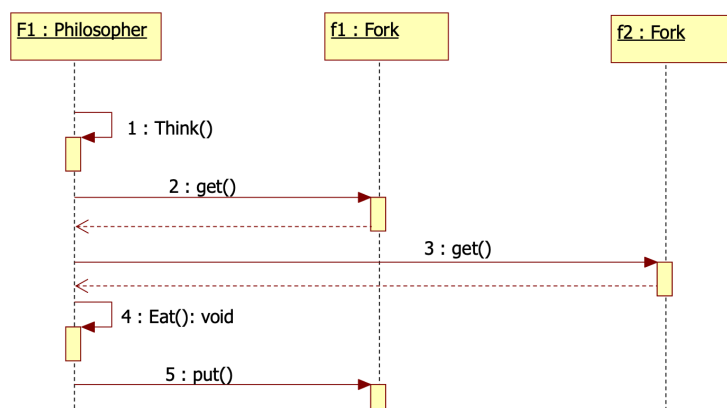 F1 : Philosopher
f1 : Fork
f2 : Fork
1 : Think()
2 : get()
3 : get()
4 : Eat(): void
5 : put()